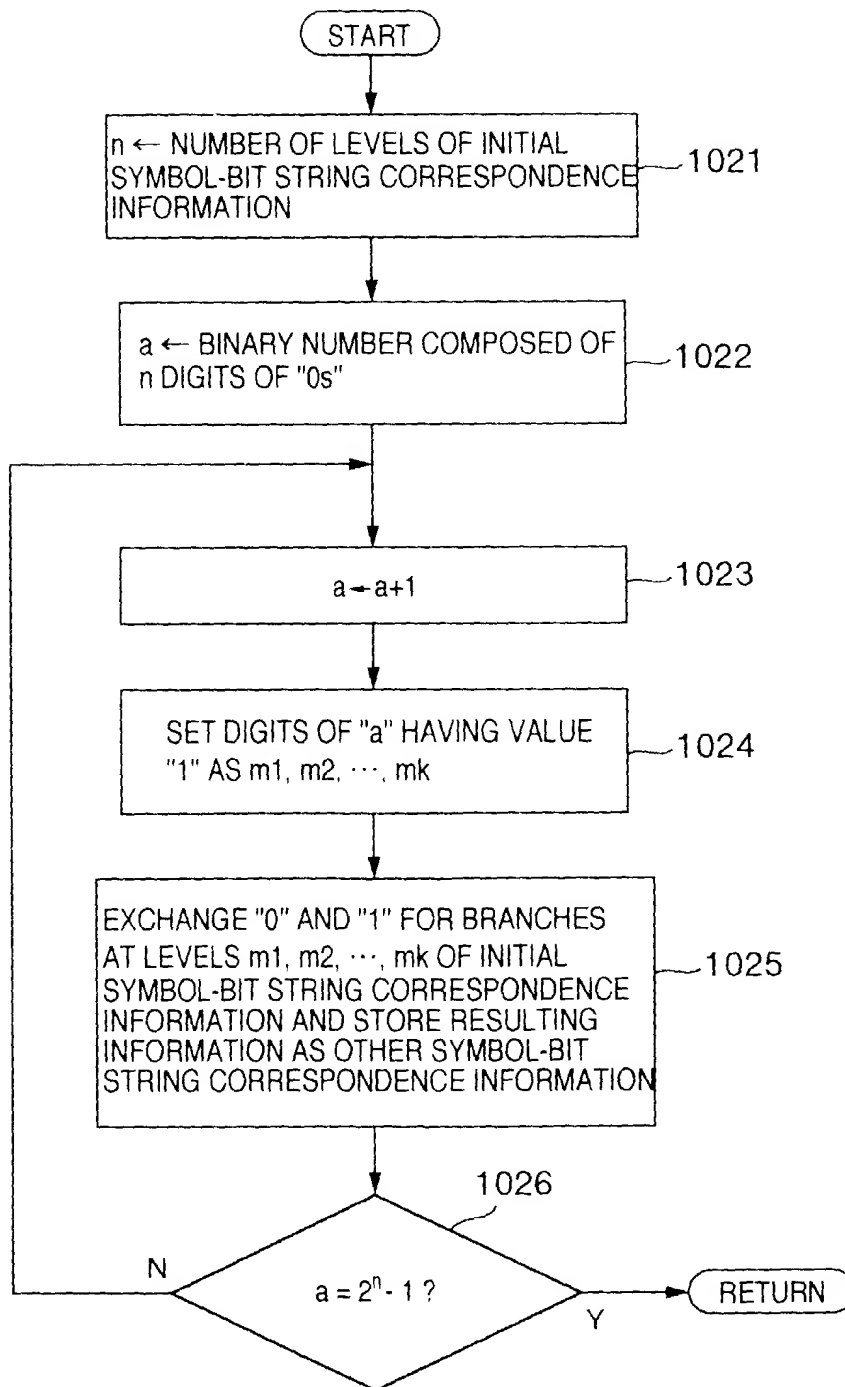 START
n ← NUMBER OF LEVELS OF INITIAL
SYMBOL-BIT STRING CORRESPONDENCE
INFORMATION
1021
a ← BINARY NUMBER COMPOSED OF
n DIGITS OF "0s"
1022
a ← a+1
1023
SET DIGITS OF "a" HAVING VALUE
"1" AS m1, m2, ···, mk
1024
EXCHANGE "0" AND "1" FOR BRANCHES
AT LEVELS m1, m2, ···, mk OF INITIAL
SYMBOL-BIT STRING CORRESPONDENCE
INFORMATION AND STORE RESULTING
INFORMATION AS OTHER SYMBOL-BIT
STRING CORRESPONDENCE INFORMATION
1025
1026
N
a = 2ⁿ - 1 ?
Y
RETURN